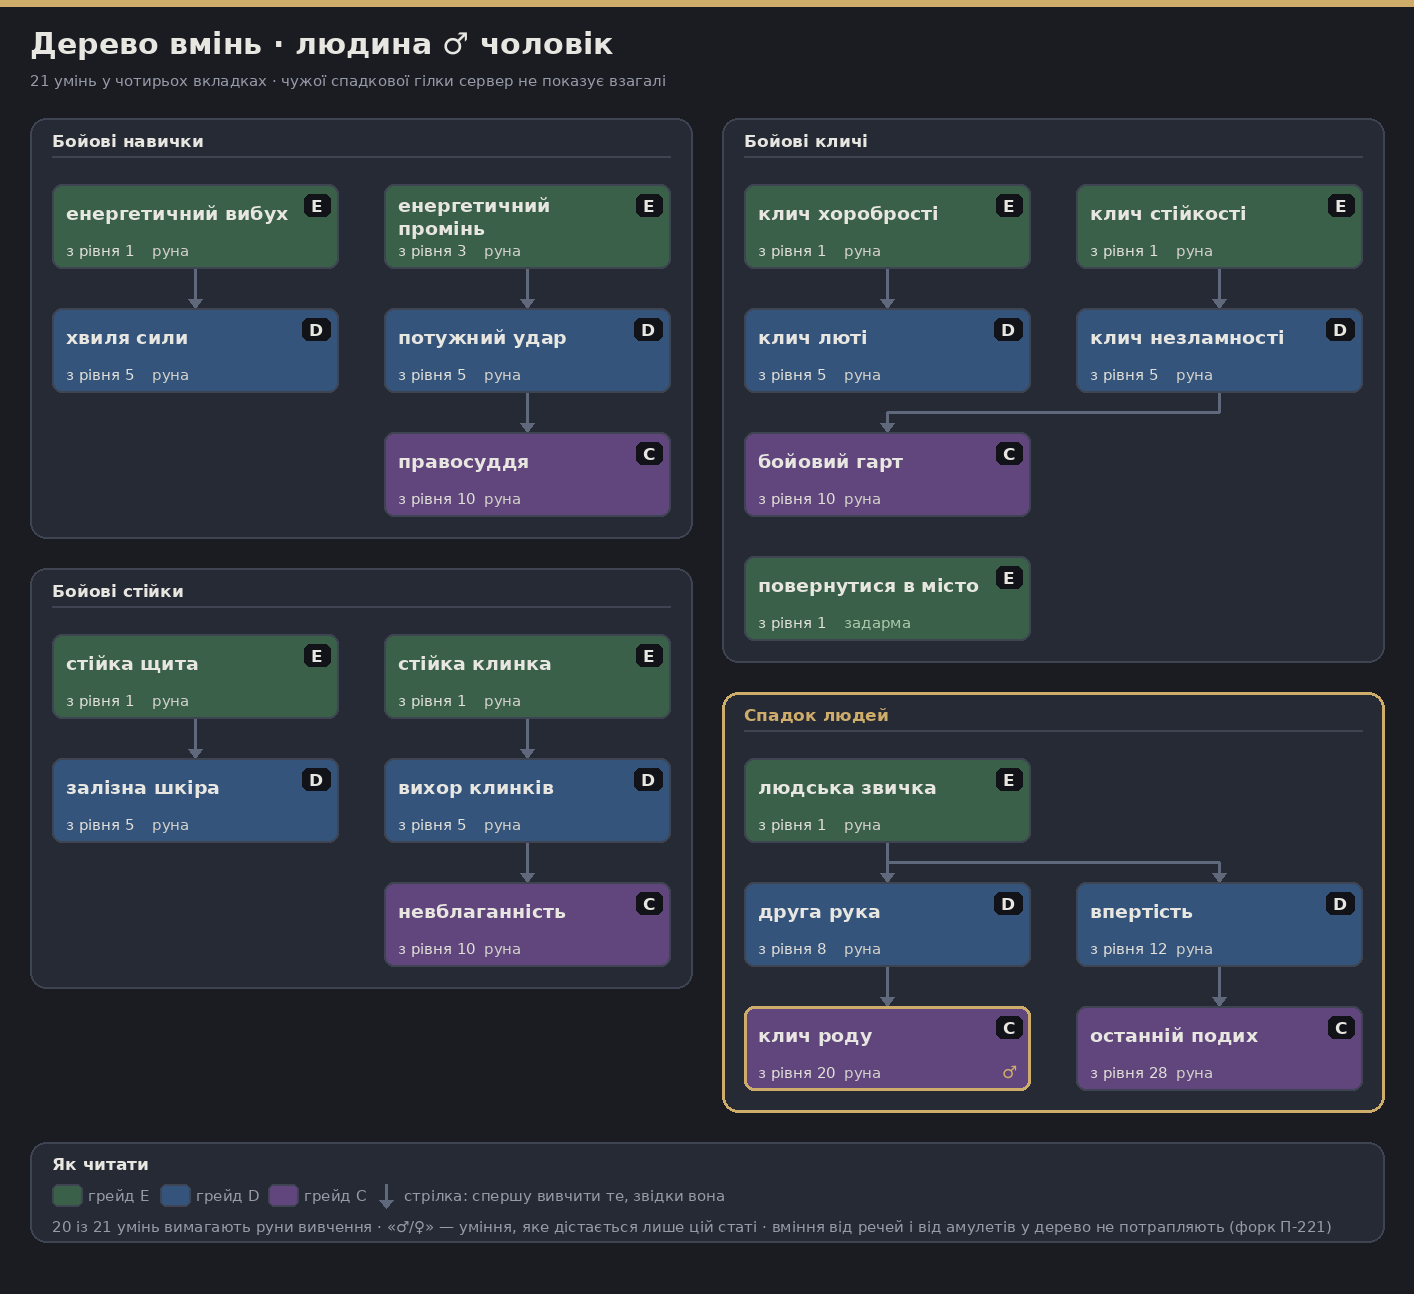 Дерево вмінь · людина ♂ чоловік
21 умінь у чотирьох вкладках · чужої спадкової гілки сервер не показує взагалі
Бойові навички
енергетичний вибух
E
з рівня 1 руна
енергетичний
промінь
E
з рівня 3 руна
хвиля сили
D
з рівня 5 руна
потужний удар
D
з рівня 5 руна
правосуддя
C
з рівня 10 руна
Бойові стійки
стійка щита
E
з рівня 1 руна
стійка клинка
E
з рівня 1 руна
залізна шкіра
D
з рівня 5 руна
вихор клинків
D
з рівня 5 руна
невблаганність
C
з рівня 10 руна
Бойові кличі
клич хоробрості
E
з рівня 1 руна
клич стійкості
E
з рівня 1 руна
клич люті
D
з рівня 5 руна
клич незламності
D
з рівня 5 руна
бойовий гарт
C
з рівня 10 руна
повернутися в місто
E
з рівня 1 задарма
Спадок людей
людська звичка
E
з рівня 1 руна
друга рука
D
з рівня 8 руна
впертість
D
з рівня 12 руна
клич роду
C
з рівня 20 руна ♂
останній подих
C
з рівня 28 руна
Як читати
грейд E грейд D грейд C стрілка: спершу вивчити те, звідки вона
20 із 21 умінь вимагають руни вивчення · «♂/♀» — уміння, яке дістається лише цій статі · вміння від речей і від амулетів у дерево не потрапляють (форк П-221)